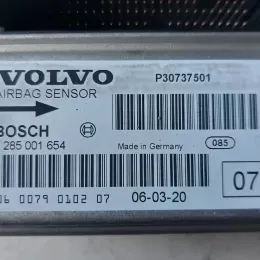 VOLVO
P30737501
AIRBAG SENSOR
BOSCH
285 001 654
Made in Germany
085
07
0079 0102 07
06-03-20